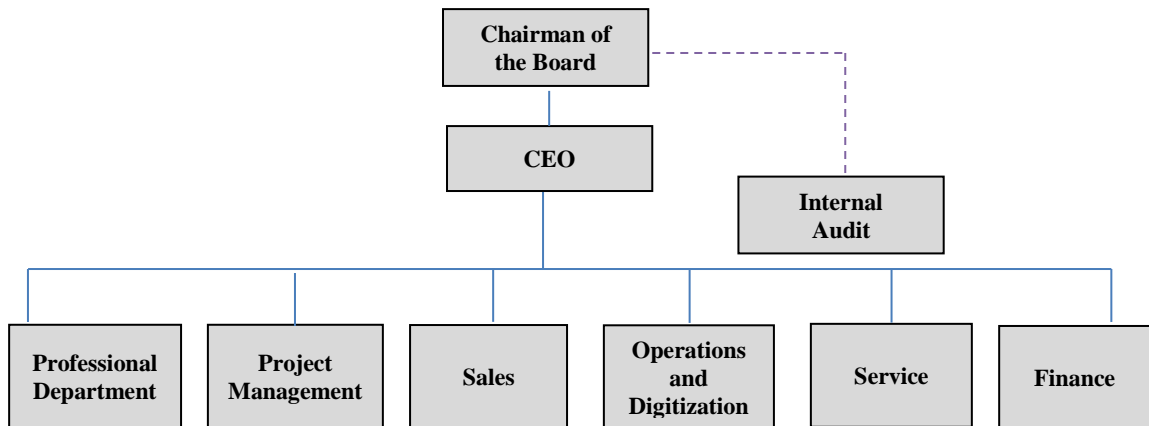 Chairman of
the Board
CEO
Internal
Audit
Professional
Department
Project
Management
Sales
Operations
and
Digitization
Service
Finance